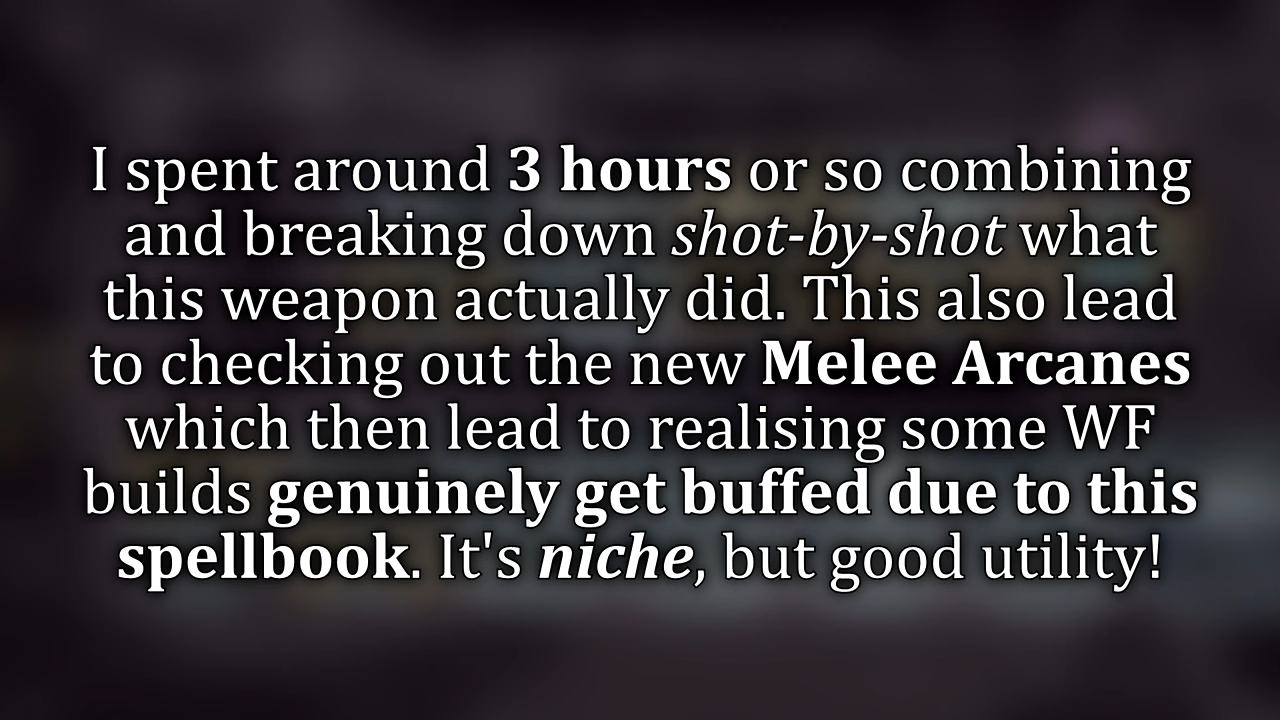 I spent around 3 hours or so combining
and breaking down shot-by-shot what
this weapon actually did. This also lead
to checking out the new Melee Arcanes
which then lead to realising some WF
builds genuinely get buffed due to this
spellbook. It's niche, but good utility!